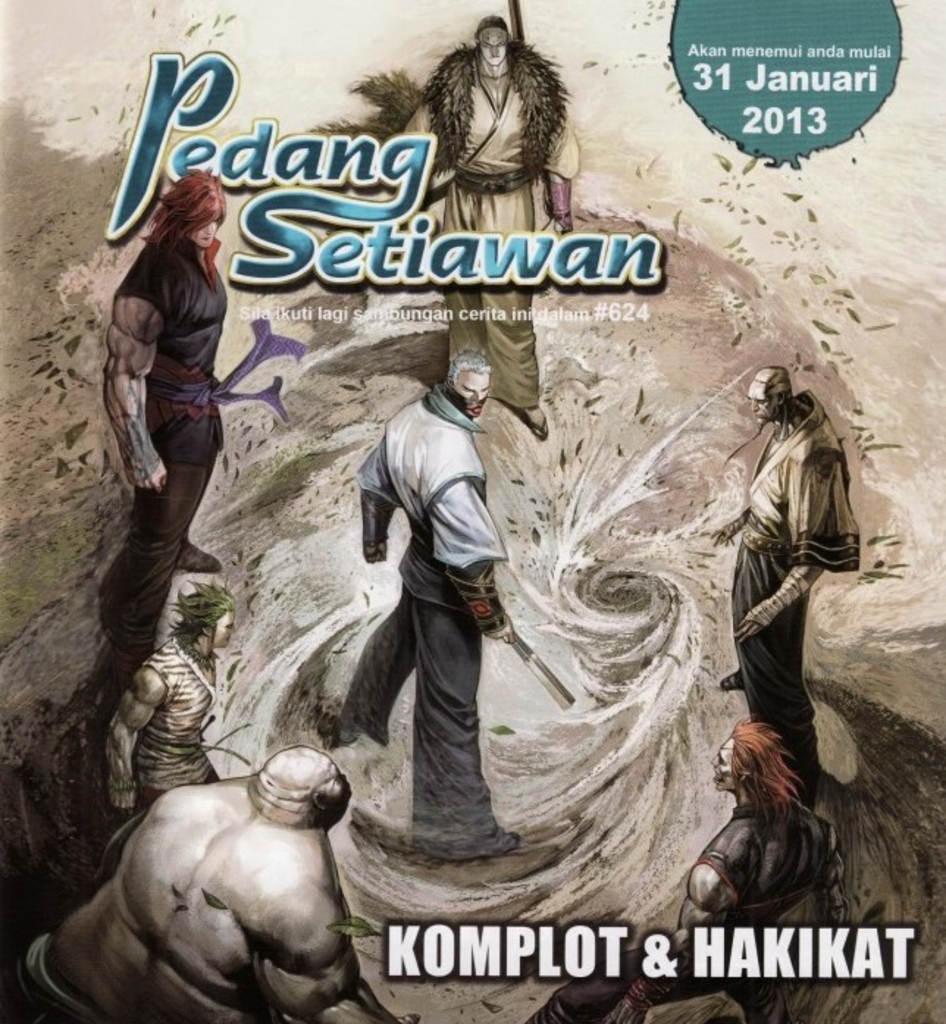 Akan menemui anda mulai
31 Januari
2013
Pedang
Setiawan
Sila ikuti lagi sambungan cerita ini dalam #624
KOMPLOT & HAKIKAT